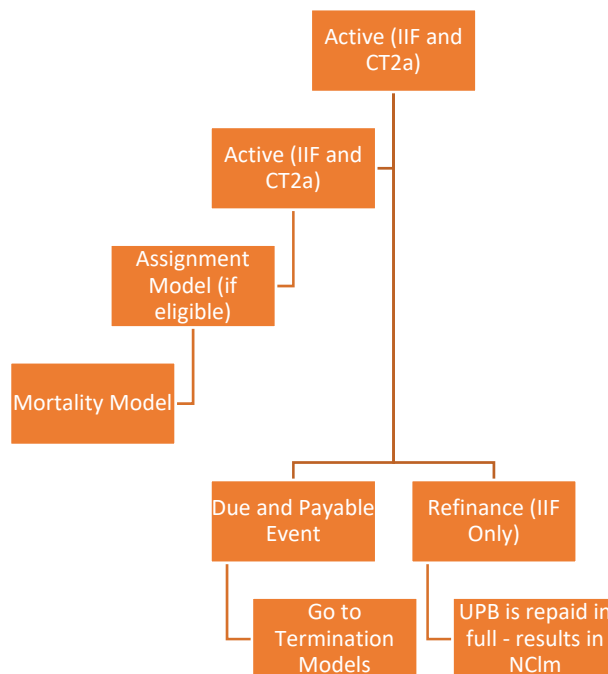 Active (IIF and
CT2a)
Active (IIF and
CT2a)
Assignment
Model (if
eligible)
Mortality Model
Due and Payable
Event
Refinance (IIF
Only)
Go to
Termination
Models
UPB is repaid in
full - results in
NClm